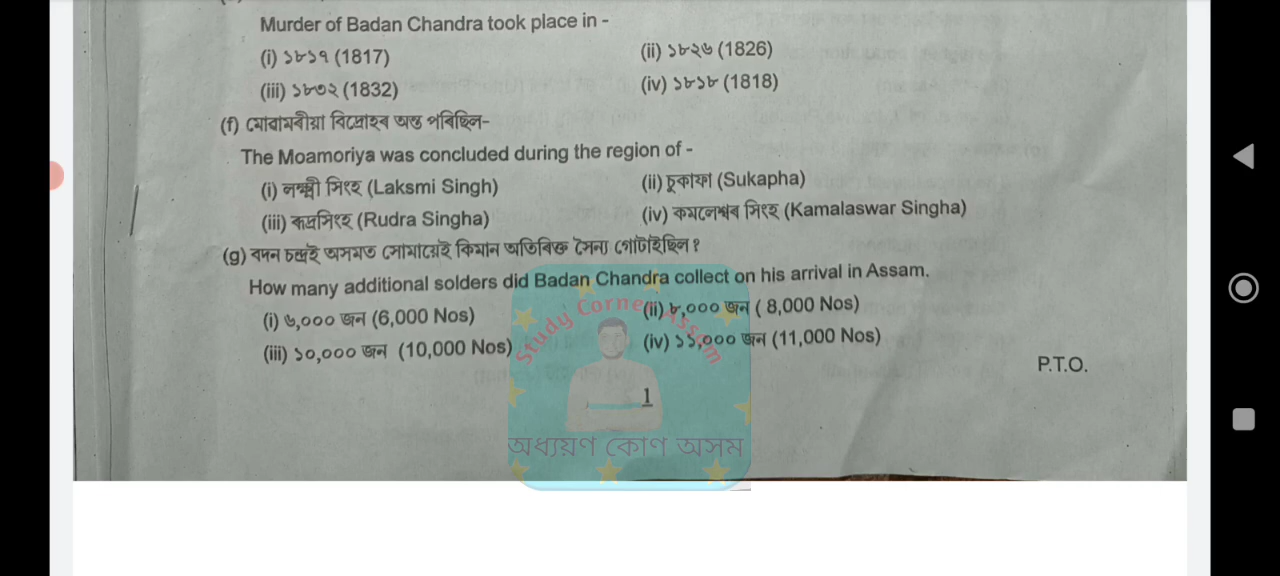 Murder of Badan Chandra took place in -
(i) ১৮১৭ (1817)
(ii) ১৮২৬ (1826)
(iii) ১৮৩২ (1832)
(iv) ১৮১৮ (1818)
(f) মোৱামৰীয়া বিদ্ৰোহৰ অন্ত পৰিছিল-
The Moamoriya was concluded during the region of -
(i) লক্ষ্মী সিংহ (Laksmi Singh)
(ii) চুকাফা (Sukapha)
(iii) ৰুদ্ৰসিংহ (Rudra Singha)
(iv) কমলেশ্বৰ সিংহ (Kamalaswar Singha)
(g) বদন চন্দ্ৰই অসমত সোমায়েই কিমান অতিৰিক্ত সৈন্য গোটাইছিল ?
How many additional solders did Badan Chandra collect on his arrival in Assam.
(i) ৬,০০০ জন (6,000 Nos)
(ii) ৮,০০০ জন ( 8,000 Nos)
(iii) ১০,০০০ জন (10,000 Nos)
(iv) ১১,০০০ জন (11,000 Nos)
Study Corner Assam
P.T.O.
1
অধ্যয়ণ কোণ অসম